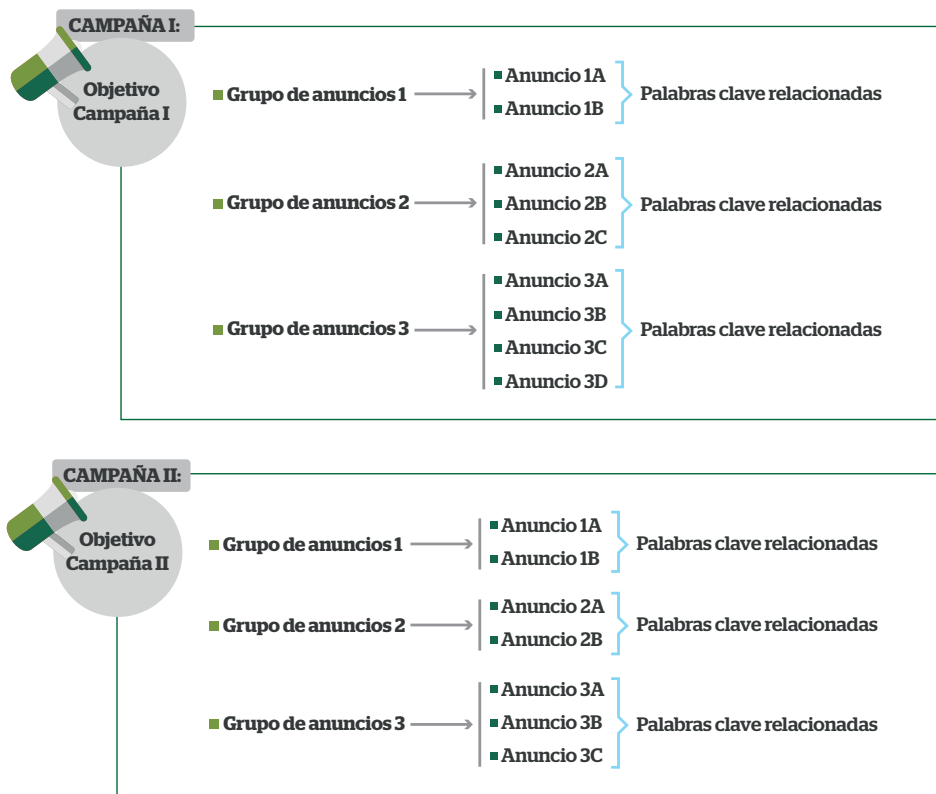 CAMPAÑA I:
Objetivo
Campaña I
Grupo de anuncios 1
Anuncio 1A
Anuncio 1B
Palabras clave relacionadas
Grupo de anuncios 2
Anuncio 2A
Anuncio 2B
Anuncio 2C
Palabras clave relacionadas
Grupo de anuncios 3
Anuncio 3A
Anuncio 3B
Anuncio 3C
Anuncio 3D
Palabras clave relacionadas
CAMPAÑA II:
Objetivo
Campaña II
Grupo de anuncios 1
Anuncio 1A
Anuncio 1B
Palabras clave relacionadas
Grupo de anuncios 2
Anuncio 2A
Anuncio 2B
Palabras clave relacionadas
Grupo de anuncios 3
Anuncio 3A
Anuncio 3B
Anuncio 3C
Palabras clave relacionadas